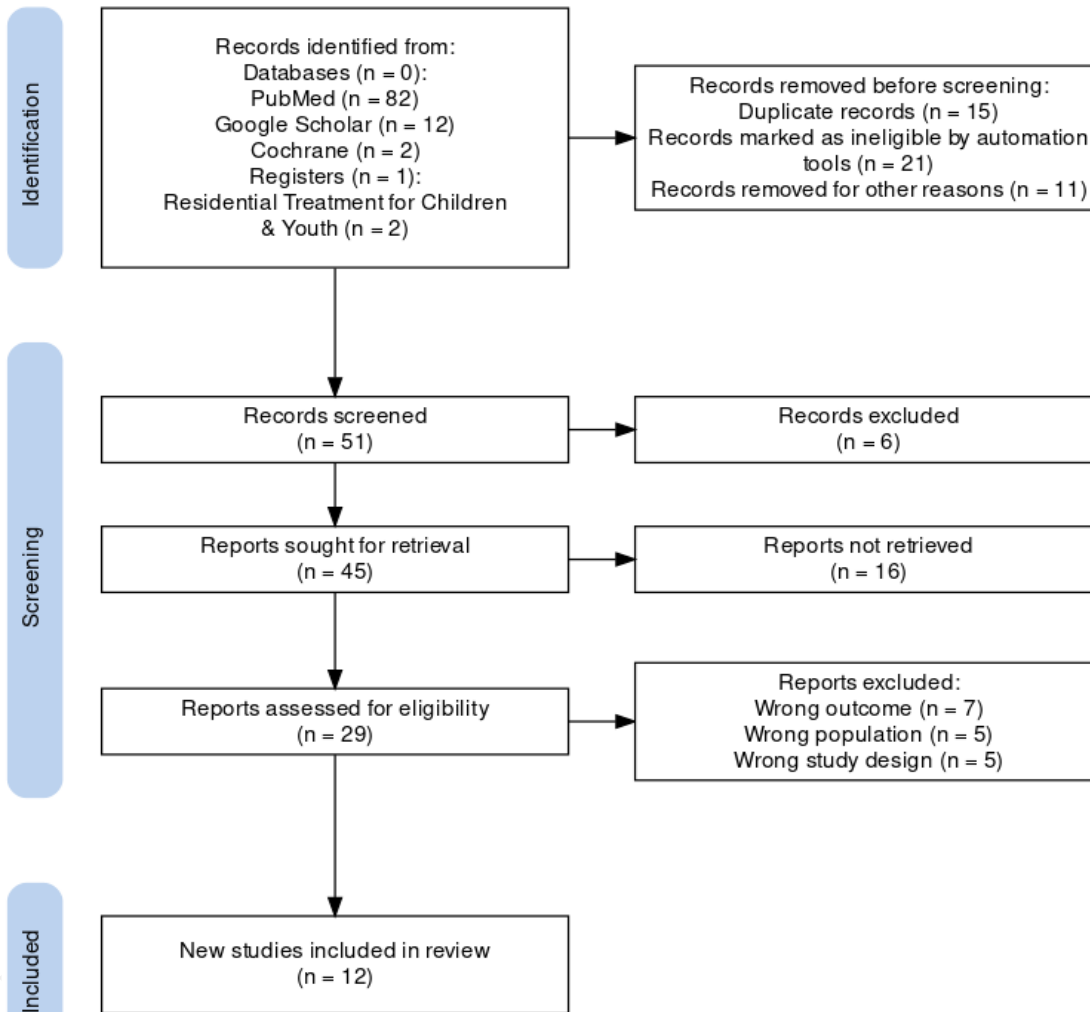 Identification
Records identified from:
Databases (n = 0):
PubMed (n = 82)
Google Scholar (n = 12)
Cochrane (n = 2)
Registers (n = 1):
Residential Treatment for Children
& Youth (n = 2)
Records removed before screening:
Duplicate records (n = 15)
Records marked as ineligible by automation
tools (n = 21)
Records removed for other reasons (n = 11)
Screening
Records screened
(n = 51)
Records excluded
(n = 6)
Reports sought for retrieval
(n = 45)
Reports not retrieved
(n = 16)
Reports assessed for eligibility
(n = 29)
Reports excluded:
Wrong outcome (n = 7)
Wrong population (n = 5)
Wrong study design (n = 5)
Included
New studies included in review
(n = 12)